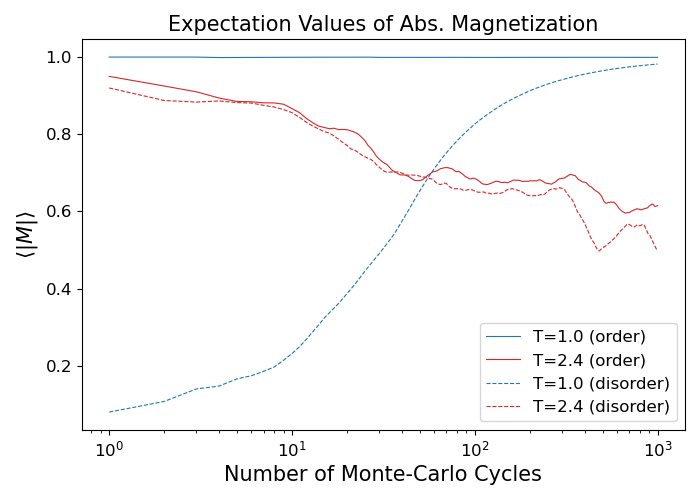 Expectation Values of Abs. Magnetization
⟨|M|⟩
1.0
0.8
0.6
0.4
0.2
T=1.0 (order)
T=2.4 (order)
T=1.0 (disorder)
T=2.4 (disorder)
10⁰
10¹
10²
10³
Number of Monte-Carlo Cycles